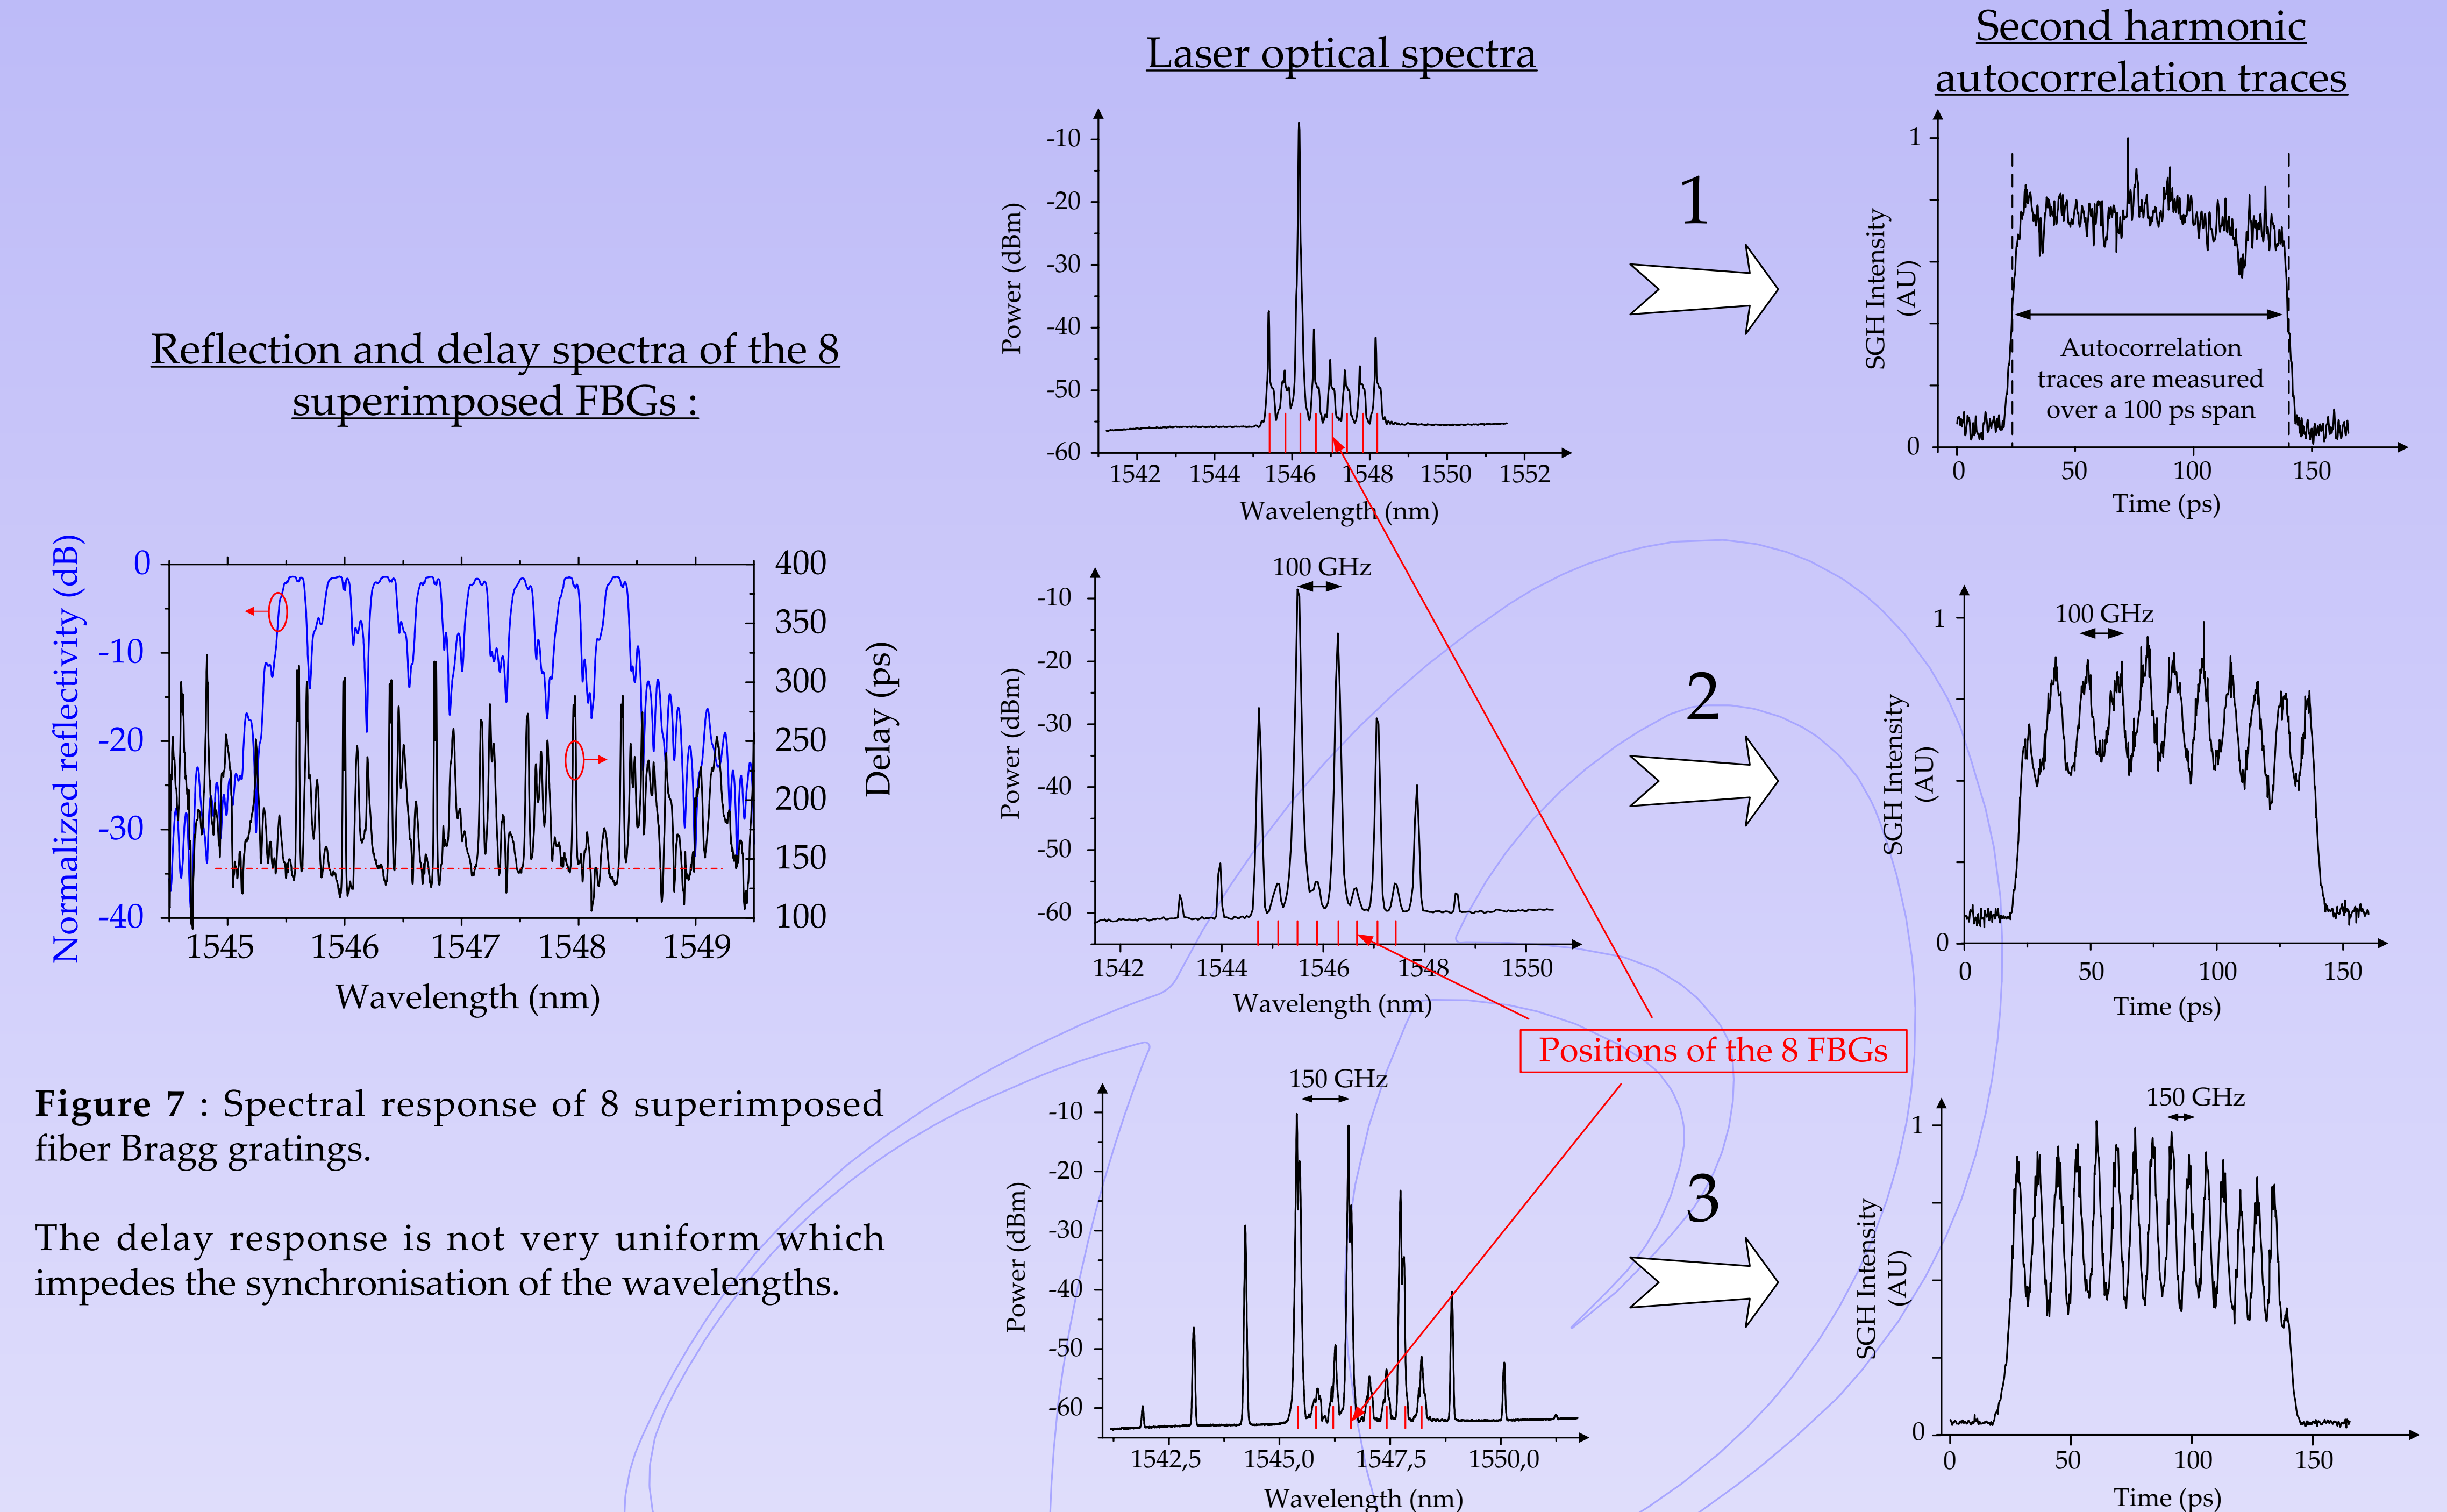 Laser optical spectra
Second harmonic
autocorrelation traces
Reflection and delay spectra of the 8
superimposed FBGs :
Normalized reflectivity (dB)
0
-10
-20
-30
-40
400
350
300
250
200
150
100
Delay (ps)
1545 1546 1547 1548 1549
Wavelength (nm)
Figure 7 : Spectral response of 8 superimposed
fiber Bragg gratings.
The delay response is not very uniform which
impedes the synchronisation of the wavelengths.
Power (dBm)
-10
-20
-30
-40
-50
-60
1542 1544 1546 1548 1550 1552
Wavelength (nm)
1
SGH Intensity
(AU)
1
0
Autocorrelation
traces are measured
over a 100 ps span
0 50 100 150
Time (ps)
100 GHz
Power (dBm)
-10
-20
-30
-40
-50
-60
1542 1544 1546 1548 1550
Wavelength (nm)
2
100 GHz
SGH Intensity
(AU)
1
0
0 50 100 150
Time (ps)
Positions of the 8 FBGs
150 GHz
Power (dBm)
-10
-20
-30
-40
-50
-60
1542,5 1545,0 1547,5 1550,0
Wavelength (nm)
3
150 GHz
SGH Intensity
(AU)
1
0
0 50 100 150
Time (ps)